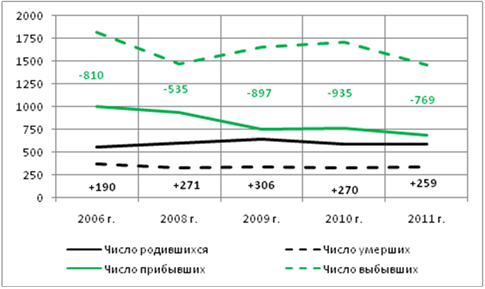 2000
1750
1500
1250
1000
750
500
250
0
-810
-535
-897
-935
-769
+190
+271
+306
+270
+259
2006 г.
2008 г.
2009 г.
2010 г.
2011 г.
Число родившихся
Число умерших
Число прибывших
Число выбывших